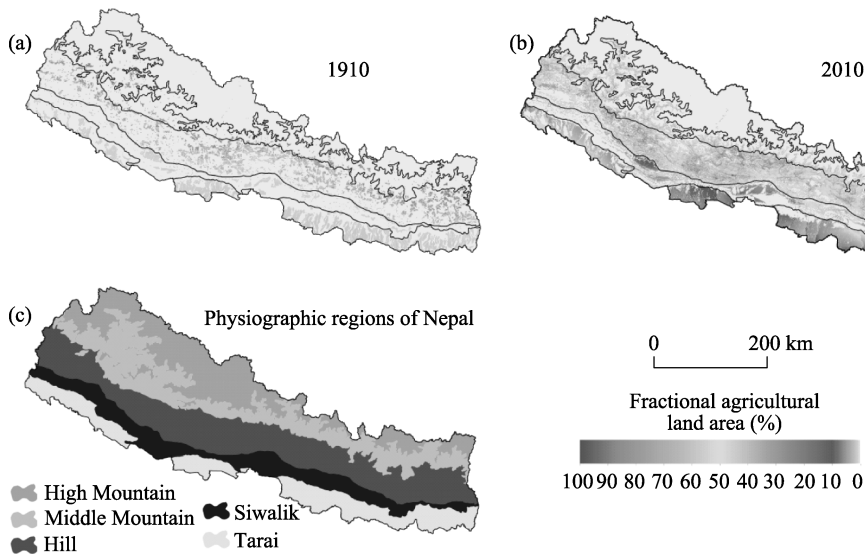 (a)
1910
(b)
2010
(c)
Physiographic regions of Nepal
High Mountain
Middle Mountain
Hill
Siwalik
Tarai
0 200 km
Fractional agricultural
land area (%)
100 90 80 70 60 50 40 30 20 10 0